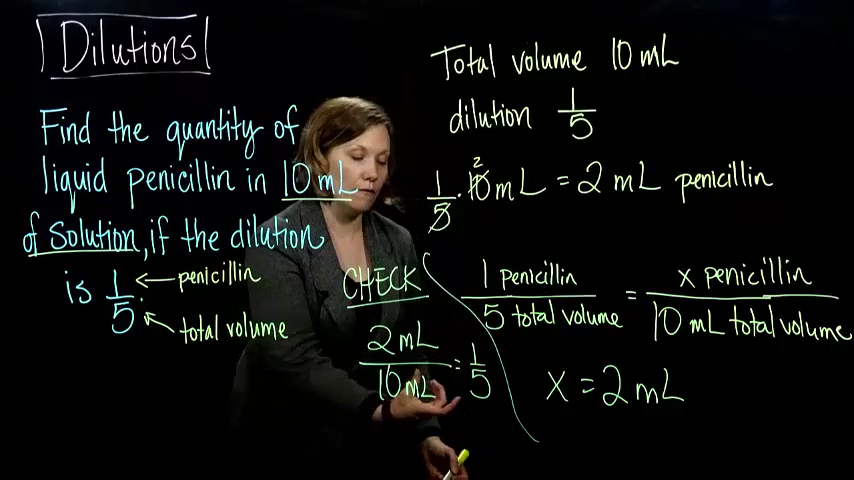 Dilutions
Find the quantity of
liquid penicillin in 10 mL
of solution, if the dilution
is 1/5.
← penicillin
← total volume
Total volume 10 mL
dilution 1/5
1/5 · 10 mL = 2 mL penicillin
2
CHECK
2 mL / 10 mL = 1/5
1 penicillin / 5 total volume = x penicillin / 10 mL total volume
x = 2 mL